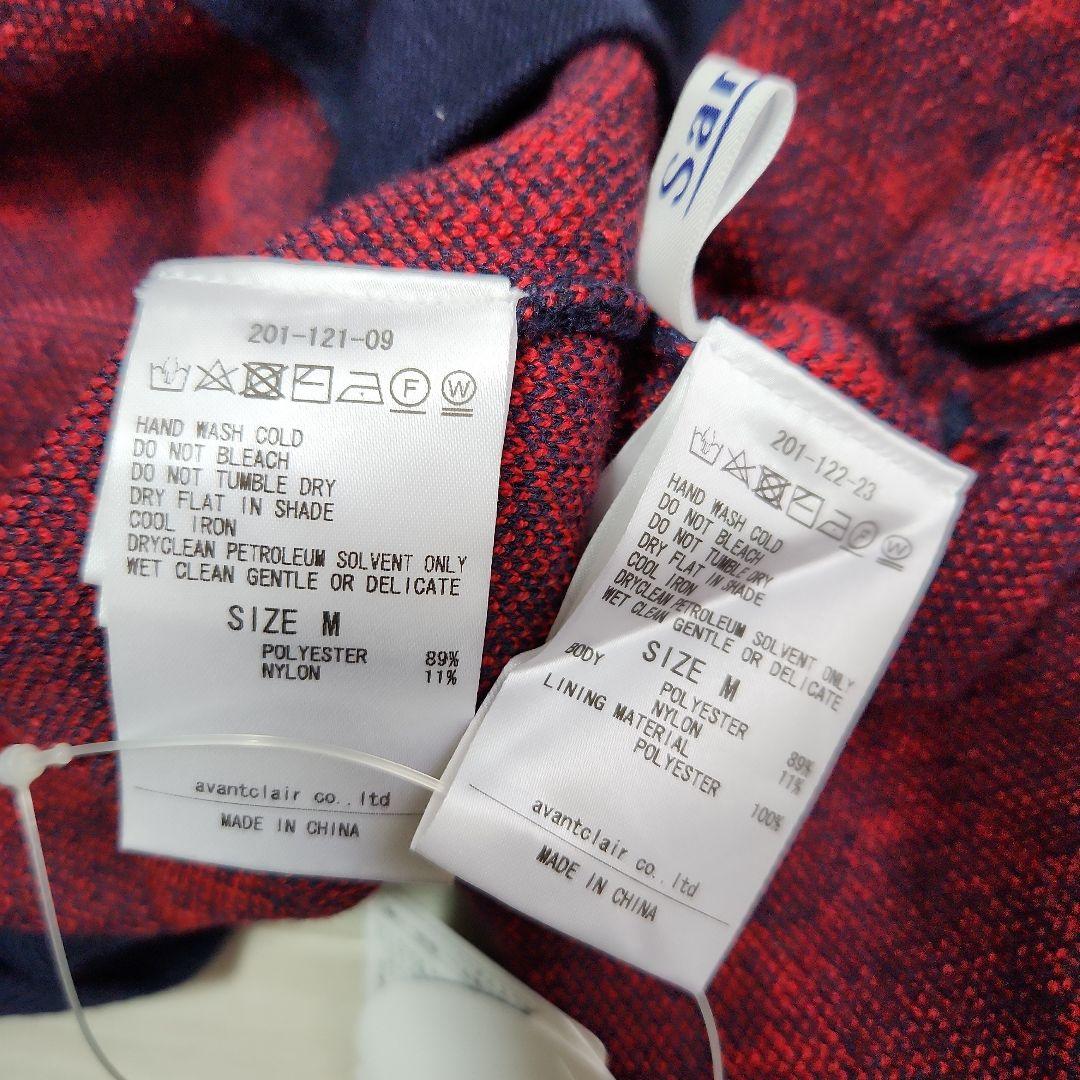 Sar
201-121-09
F W
HAND WASH COLD
DO NOT BLEACH
DO NOT TUMBLE DRY
DRY FLAT IN SHADE
COOL IRON
DRYCLEAN PETROLEUM SOLVENT ONLY
WET CLEAN GENTLE OR DELICATE
SIZE M
POLYESTER 89%
NYLON 11%
avantclair co., ltd
MADE IN CHINA
201-122-23
F W
HAND WASH COLD
DO NOT BLEACH
DO NOT TUMBLE DRY
DRY FLAT IN SHADE
COOL IRON
DRYCLEAN PETROLEUM SOLVENT ONLY
WET CLEAN GENTLE OR DELICATE
SIZE M
BODY
POLYESTER 89%
NYLON 11%
LINING MATERIAL
POLYESTER 100%
avantclair co., ltd
MADE IN CHINA